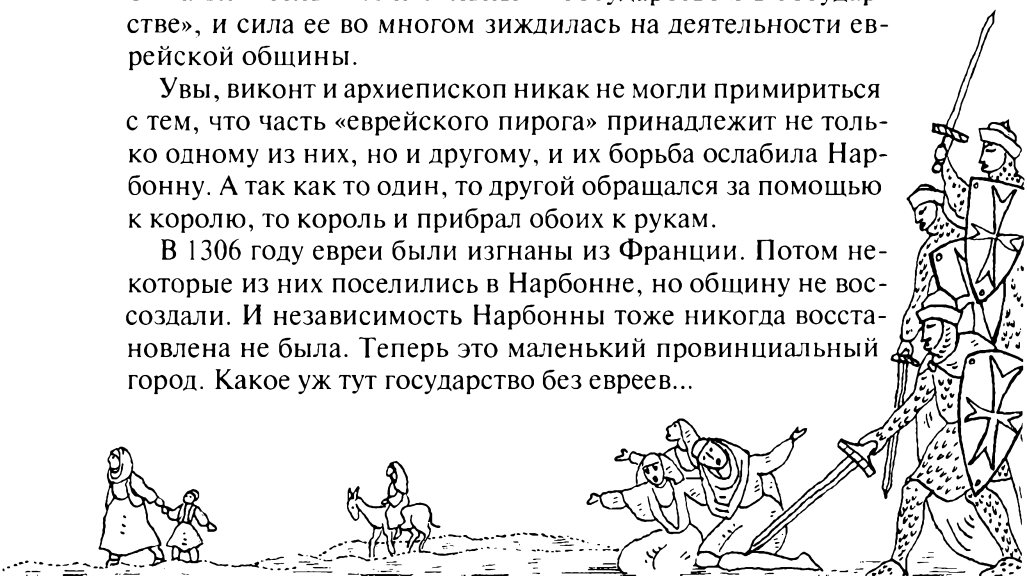 стве», и сила ее во многом зиждилась на деятельности ев-
рейской общины.
Увы, виконт и архиепископ никак не могли примириться
с тем, что часть «еврейского пирога» принадлежит не толь-
ко одному из них, но и другому, и их борьба ослабила Нар-
бонну. А так как то один, то другой обращался за помощью
к королю, то король и прибрал обоих к рукам.
В 1306 году евреи были изгнаны из Франции. Потом не-
которые из них поселились в Нарбонне, но общину не вос-
создали. И независимость Нарбонны тоже никогда восста-
новлена не была. Теперь это маленький провинциальный
город. Какое уж тут государство без евреев...